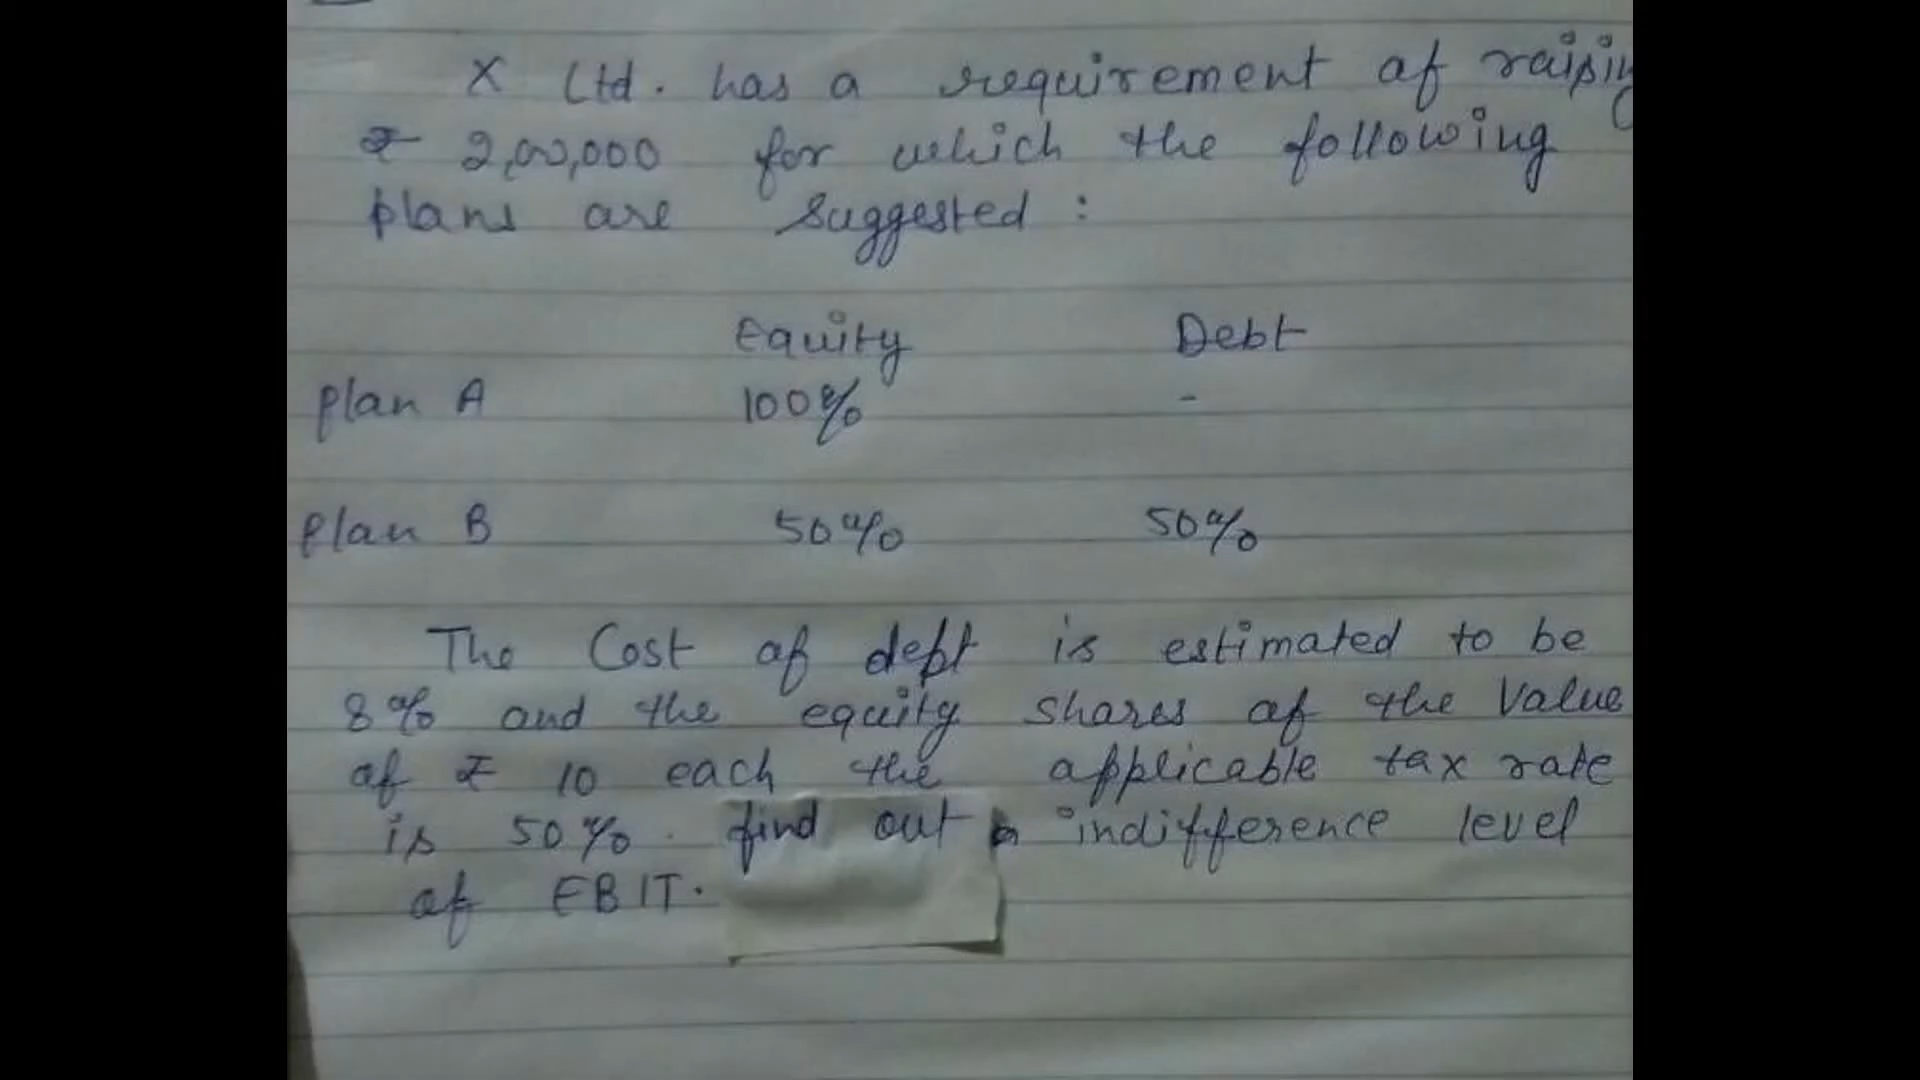 X Ltd. has a requirement of raising
₹ 2,00,000 for which the following
plans are suggested :
Equity Debt
Plan A 100% -
Plan B 50% 50%
The Cost of debt is estimated to be
8% and the equity shares of the Value
of ₹ 10 each the applicable tax rate
is 50%. find out indifference level
of EBIT.